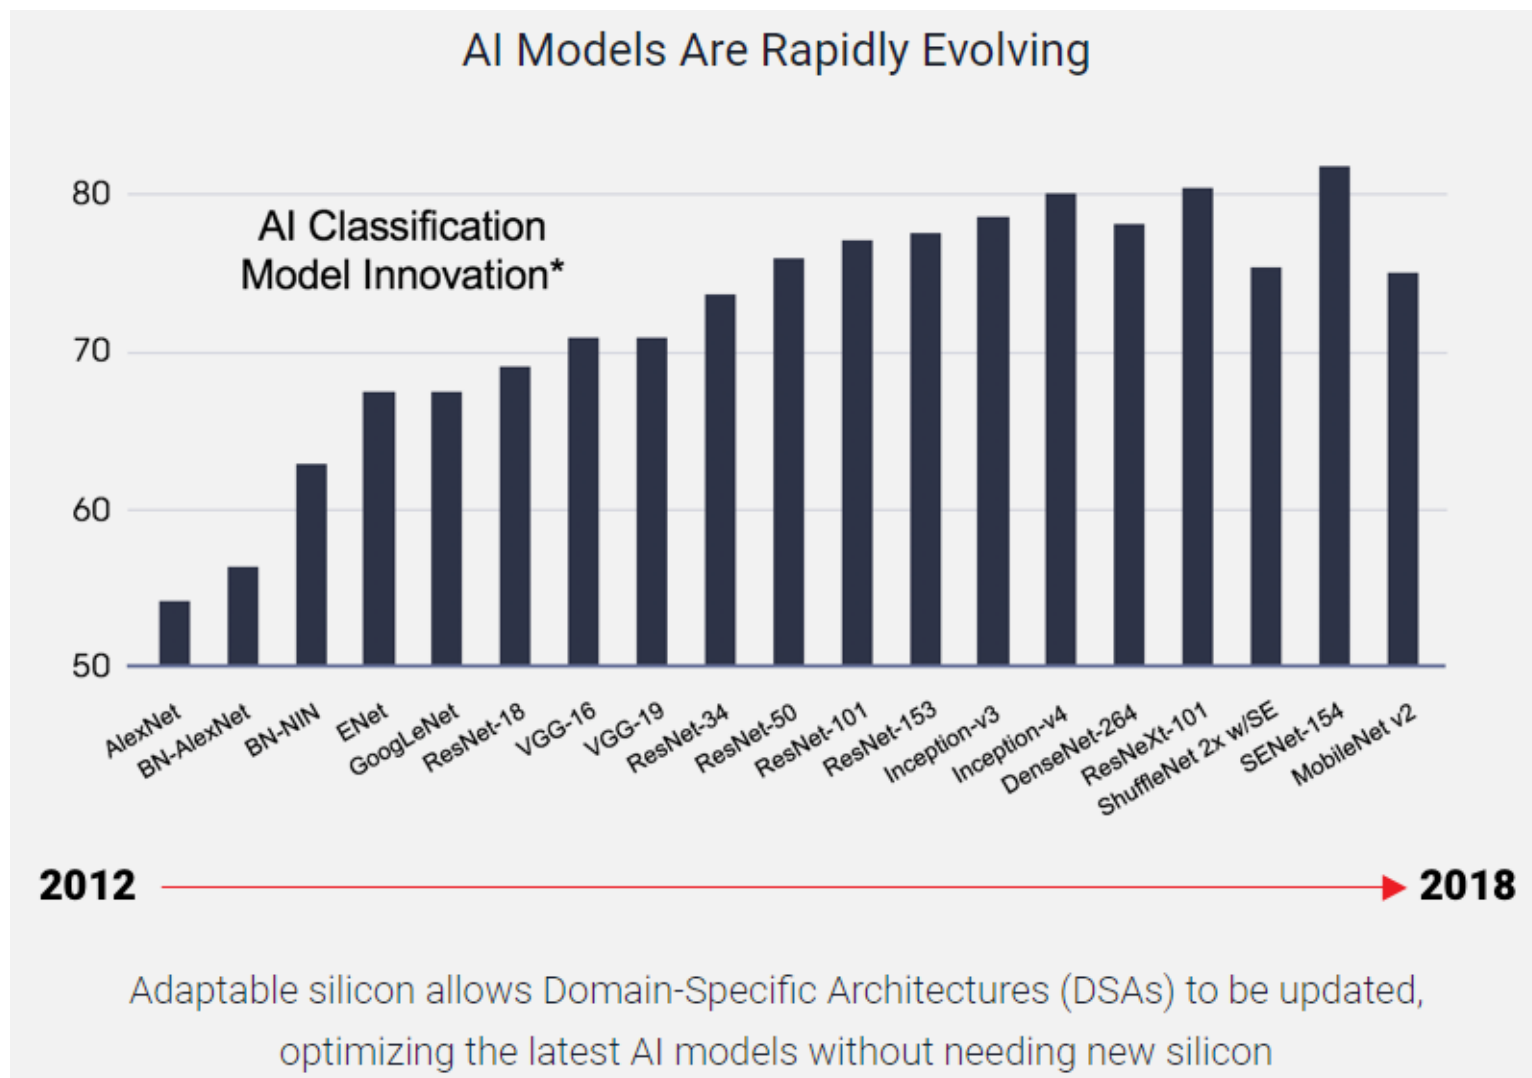 AI Models Are Rapidly Evolving
AI Classification
Model Innovation*
80
70
60
50
AlexNet
BN-AlexNet
BN-NIN
ENet
GoogLeNet
ResNet-18
VGG-16
VGG-19
ResNet-34
ResNet-50
ResNet-101
ResNet-153
Inception-v3
Inception-v4
DenseNet-264
ResNeXt-101
ShuffleNet 2x w/SE
SENet-154
MobileNet v2
2012
2018
Adaptable silicon allows Domain-Specific Architectures (DSAs) to be updated,
optimizing the latest AI models without needing new silicon